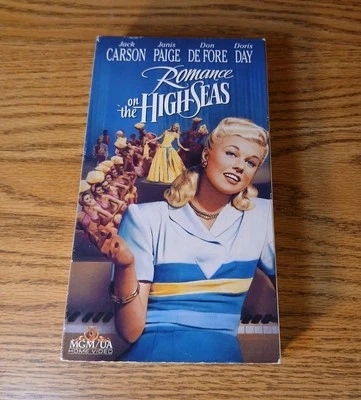 Jack Janis Don Doris
CARSON PAIGE DE FORE DAY
Romance
on the HIGH SEAS
MGM/UA
HOME VIDEO